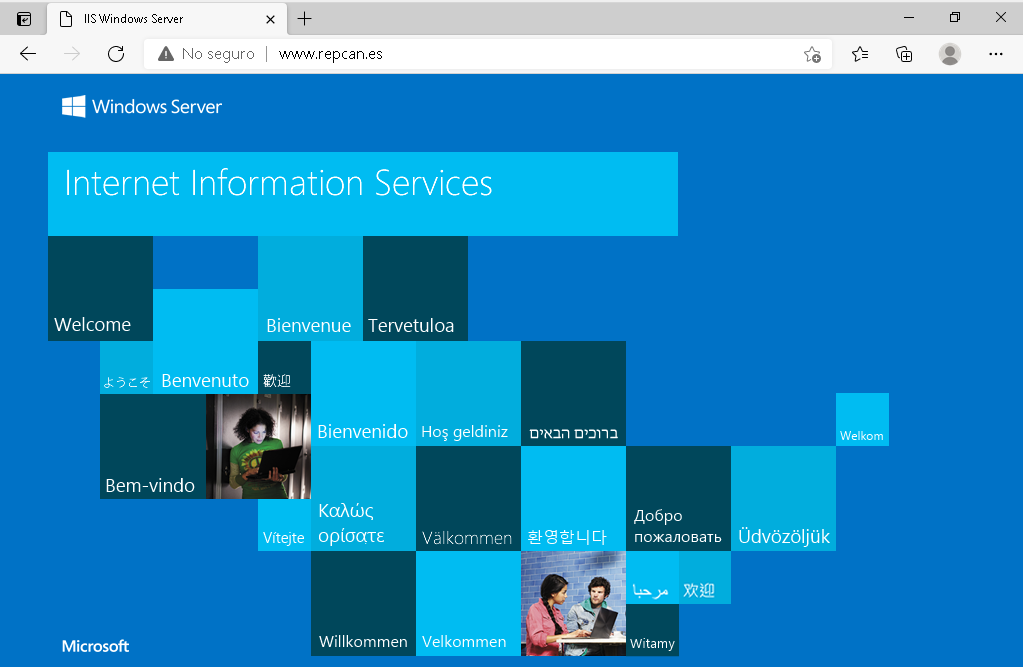 IIS Windows Server
No seguro
www.repcan.es
Windows Server
Internet Information Services
Welcome
Bienvenue
Tervetuloa
ようこそ
Benvenuto
歡迎
Bienvenido
Hoş geldiniz
ברוכים הבאים
Welkom
Bem-vindo
Vítejte
Καλώς
ορίσατε
Välkommen
환영합니다
Добро
пожаловать
Üdvözöljük
Willkommen
Velkommen
مرحبا
欢迎
Witamy
Microsoft